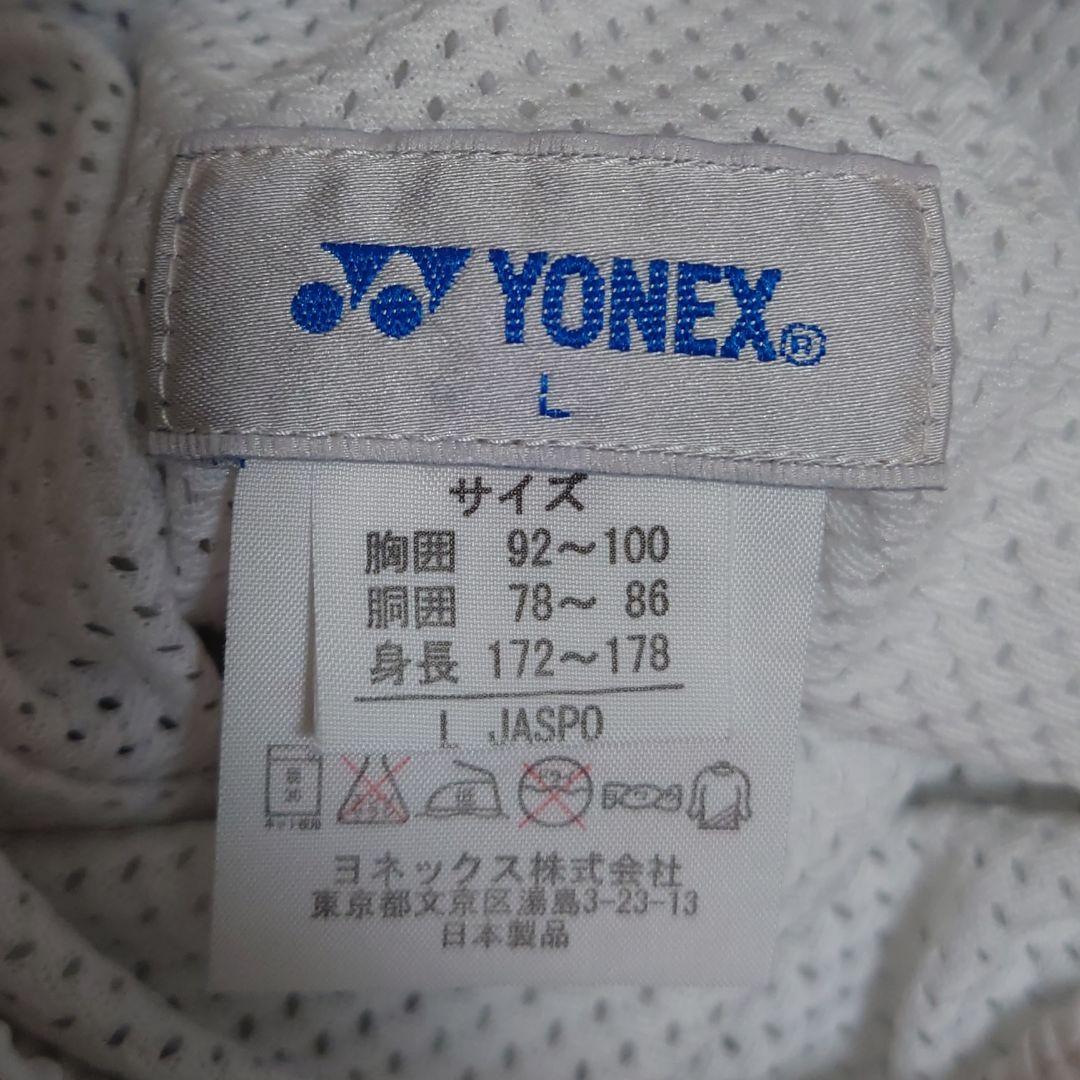 YONEX®
L
サイズ
胸囲 92～100
胴囲 78～ 86
身長 172～178
L JASPO
ヨネックス株式会社
東京都文京区湯島3-23-13
日本製品